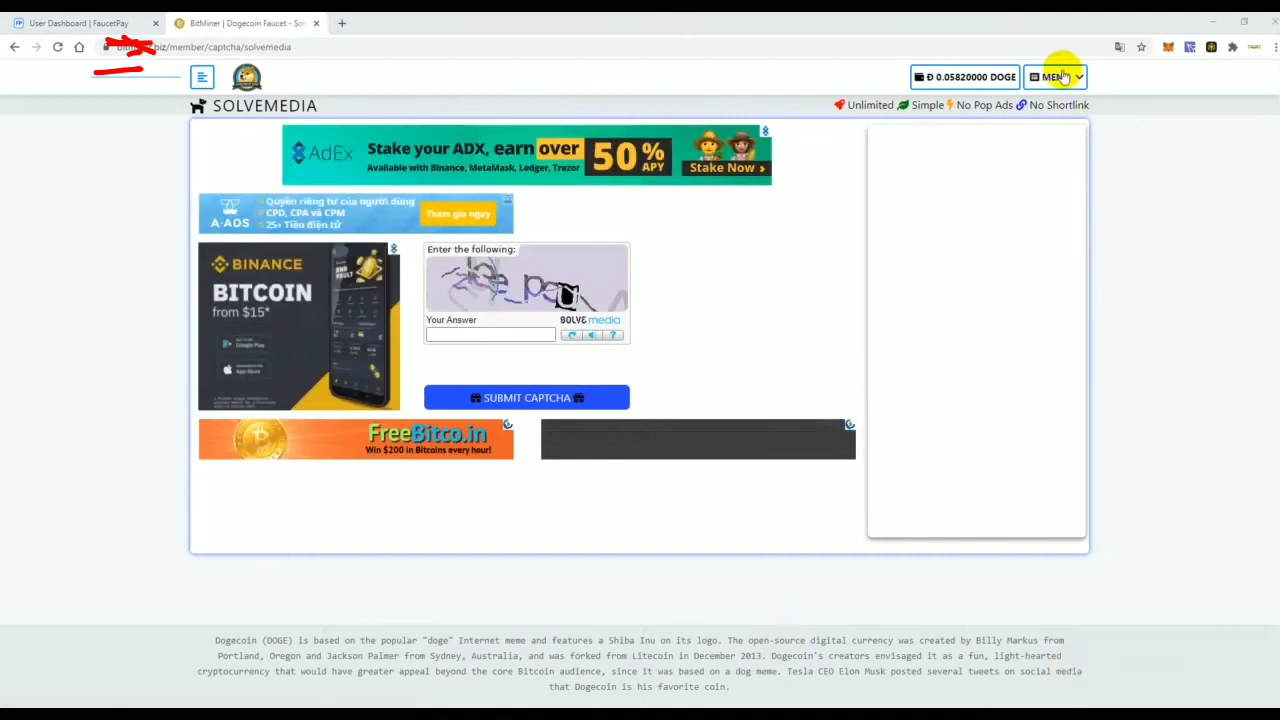 User Dashboard | FaucetPay
BitMiner | Dogecoin Faucet - Sol
biz/member/captcha/solvemedia
Đ 0.05820000 DOGE
MENU
SOLVEMEDIA
Unlimited Simple No Pop Ads No Shortlink
AdEx
Stake your ADX, earn over 50% APY
Available with Binance, MetaMask, Ledger, Trezor
Stake Now ›
A-ADS
Quyền riêng tư của người dùng
CPD, CPA và CPM
25+ Tiền điện tử
Tham gia ngay
BINANCE
BITCOIN
from $15*
Google Play
App Store
Enter the following:
Your Answer
SOLVE media
SUBMIT CAPTCHA
FreeBitco.in
Win $200 in Bitcoins every hour!
Dogecoin (DOGE) is based on the popular "doge" Internet meme and features a Shiba Inu on its logo. The open-source digital currency was created by Billy Markus from
Portland, Oregon and Jackson Palmer from Sydney, Australia, and was forked from Litecoin in December 2013. Dogecoin's creators envisaged it as a fun, light-hearted
cryptocurrency that would have greater appeal beyond the core Bitcoin audience, since it was based on a dog meme. Tesla CEO Elon Musk posted several tweets on social media
that Dogecoin is his favorite coin.